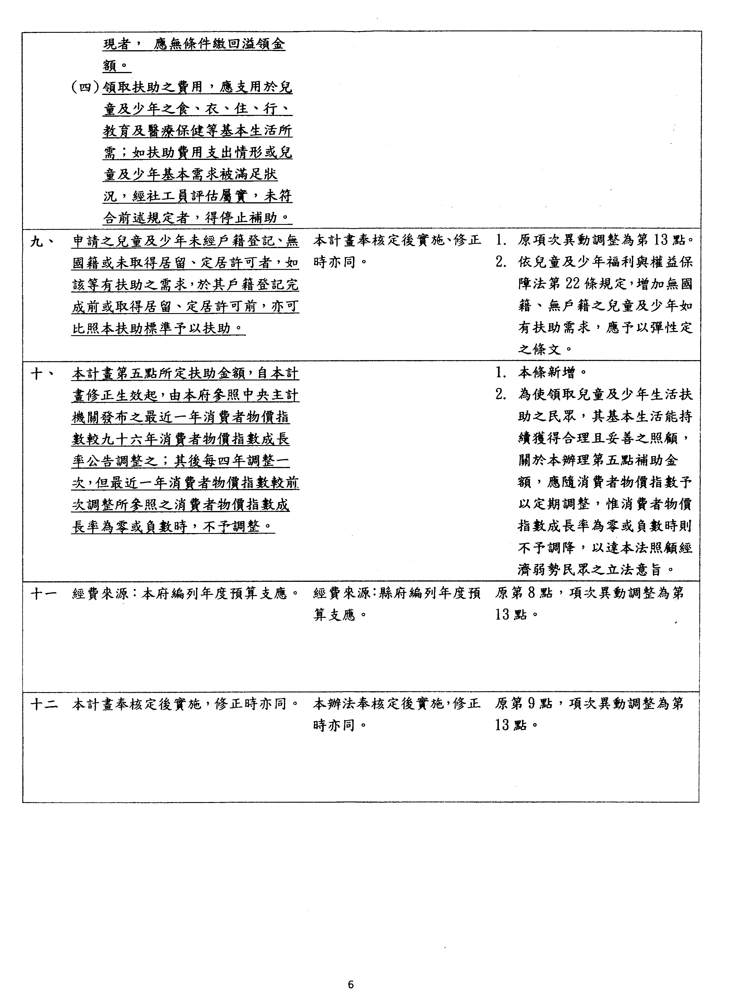 現者， 應無條件繳回溢領金
額。
(四)領取扶助之費用，應支用於兒
童及少年之食、衣、住、行、
教育及醫療保健等基本生活所
需；如扶助費用支出情形或兒
童及少年基本需求被滿足狀
況，經社工員評估屬實，未符
合前述規定者，得停止補助。
九、
申請之兒童及少年未經戶籍登記、無
國籍或未取得居留、定居許可者，如
該等有扶助之需求，於其戶籍登記完
成前或取得居留、定居許可前，亦可
比照本扶助標準予以扶助。
本計畫奉核定後實施、修正
時亦同。
1. 原項次異動調整為第 13 點。
2. 依兒童及少年福利與權益保
障法第 22 條規定，增加無國
籍、無戶籍之兒童及少年如
有扶助需求，應予以彈性定
之條文。
十、
本計畫第五點所定扶助金額，自本計
畫修正生效起，由本府參照中央主計
機關發布之最近一年消費者物價指
數較九十六年消費者物價指數成長
率公告調整之；其後每四年調整一
次，但最近一年消費者物價指數較前
次調整所參照之消費者物價指數成
長率為零或負數時，不予調整。
1. 本條新增。
2. 為使領取兒童及少年生活扶
助之民眾，其基本生活能持
續獲得合理且妥善之照顧，
關於本辦理第五點補助金
額，應隨消費者物價指數予
以定期調整，惟消費者物價
指數成長率為零或負數時則
不予調降，以達本法照顧經
濟弱勢民眾之立法意旨。
十一
經費來源：本府編列年度預算支應。
經費來源：縣府編列年度預
算支應。
原第 8 點，項次異動調整為第
13 點。
十二
本計畫奉核定後實施，修正時亦同。
本辦法奉核定後實施，修正
時亦同。
原第 9 點，項次異動調整為第
13 點。
6